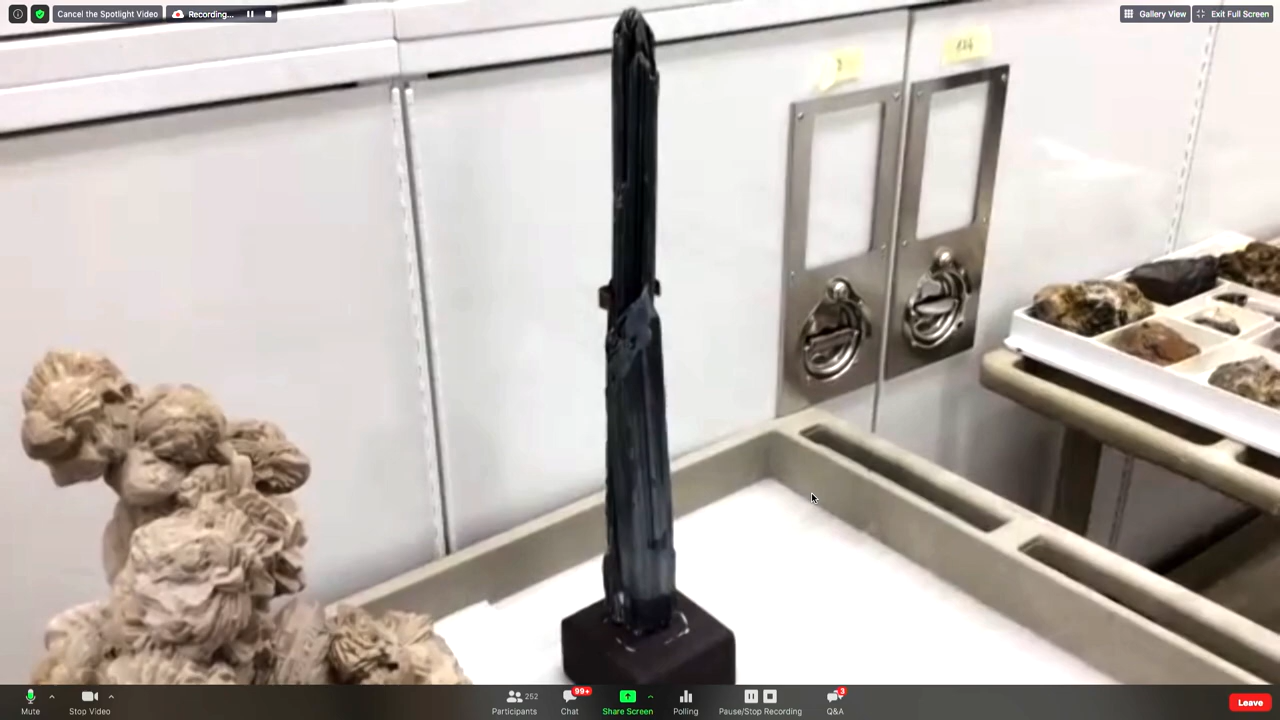 Cancel the Spotlight Video
Recording...
Gallery View
Exit Full Screen
Mute
Stop Video
252
Participants
99+
Chat
Share Screen
Polling
Pause/Stop Recording
3
Q&A
Leave